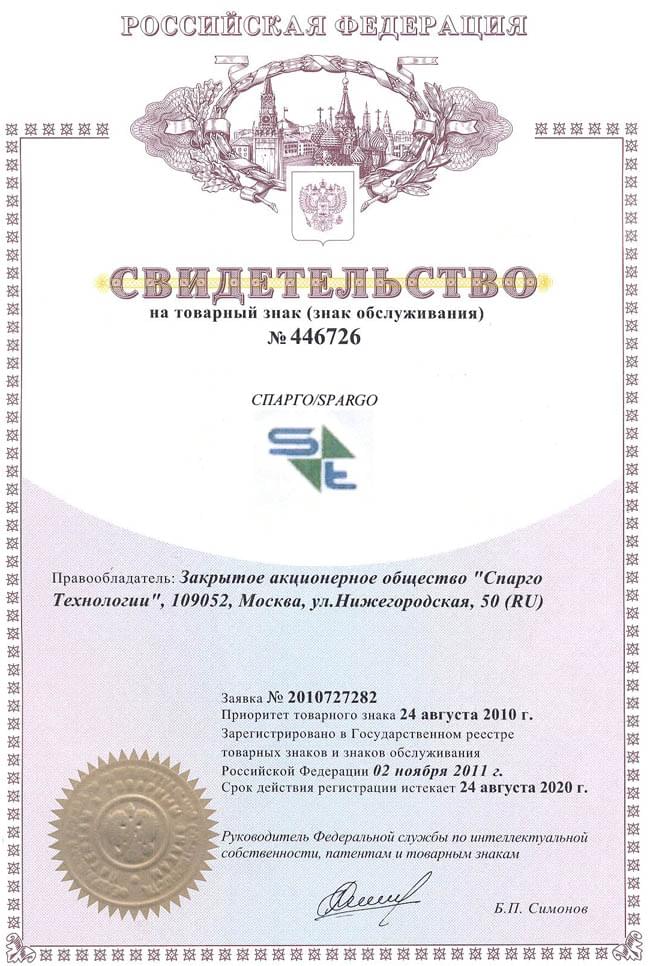 РОССИЙСКАЯ ФЕДЕРАЦИЯ
СВИДЕТЕЛЬСТВО
на товарный знак (знак обслуживания)
№ 446726
СПАРГО/SPARGO
S t
Правообладатель: Закрытое акционерное общество "Спарго
Технологии", 109052, Москва, ул.Нижегородская, 50 (RU)
Заявка № 2010727282
Приоритет товарного знака 24 августа 2010 г.
Зарегистрировано в Государственном реестре
товарных знаков и знаков обслуживания
Российской Федерации 02 ноября 2011 г.
Срок действия регистрации истекает 24 августа 2020 г.
Руководитель Федеральной службы по интеллектуальной
собственности, патентам и товарным знакам
Б.П. Симонов